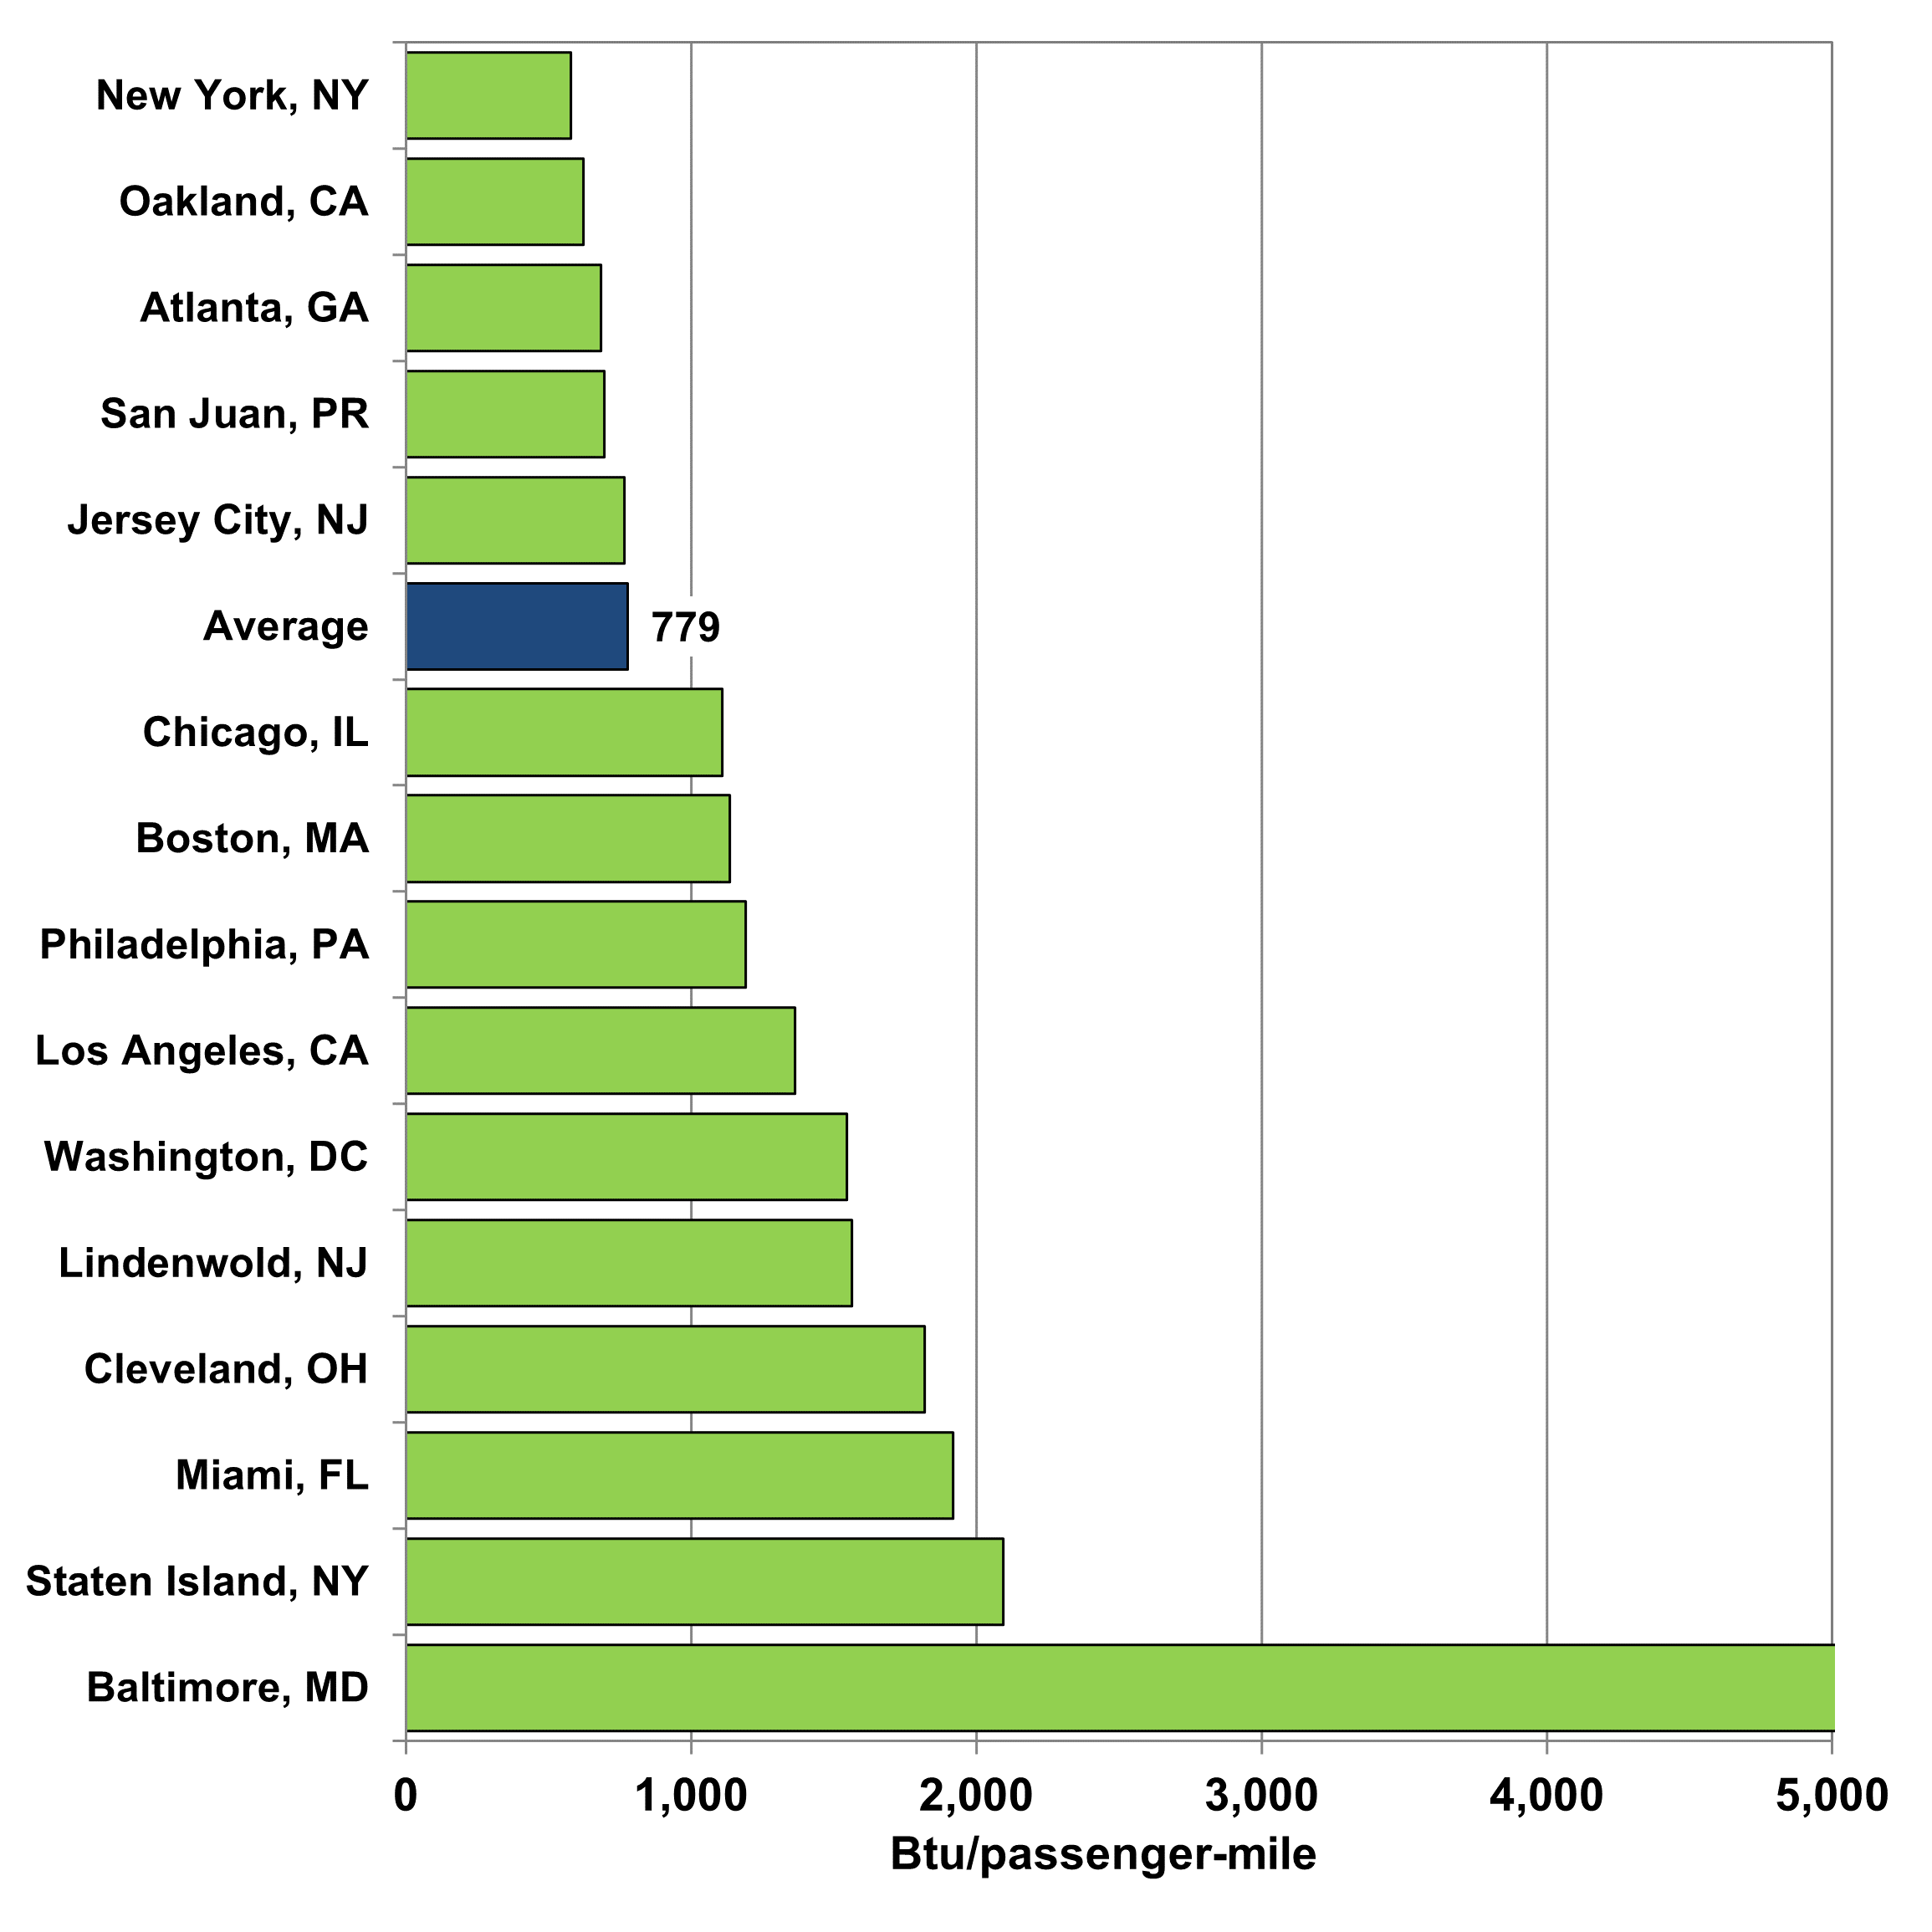 New York, NY
Oakland, CA
Atlanta, GA
San Juan, PR
Jersey City, NJ
Average
779
Chicago, IL
Boston, MA
Philadelphia, PA
Los Angeles, CA
Washington, DC
Lindenwold, NJ
Cleveland, OH
Miami, FL
Staten Island, NY
Baltimore, MD
0 1,000 2,000 3,000 4,000 5,000
Btu/passenger-mile